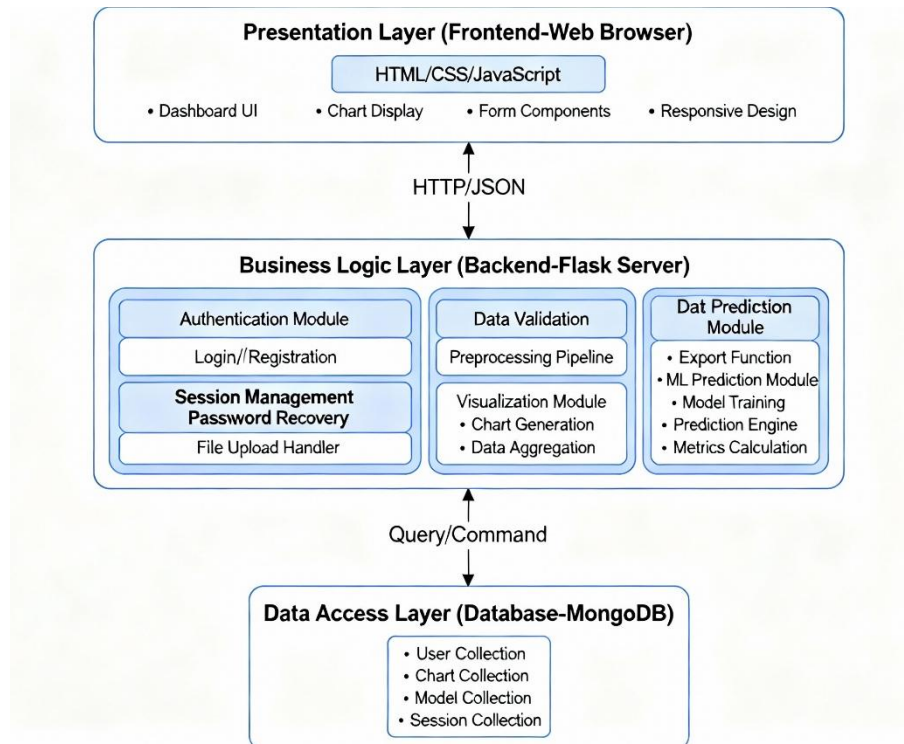 Presentation Layer (Frontend-Web Browser)
HTML/CSS/JavaScript
• Dashboard UI • Chart Display • Form Components • Responsive Design
HTTP/JSON
Business Logic Layer (Backend-Flask Server)
Authentication Module
Login//Registration
Session Management
Password Recovery
File Upload Handler
Data Validation
Preprocessing Pipeline
Visualization Module
• Chart Generation
• Data Aggregation
Dat Prediction
Module
• Export Function
• ML Prediction Module
• Model Training
• Prediction Engine
• Metrics Calculation
Query/Command
Data Access Layer (Database-MongoDB)
• User Collection
• Chart Collection
• Model Collection
• Session Collection